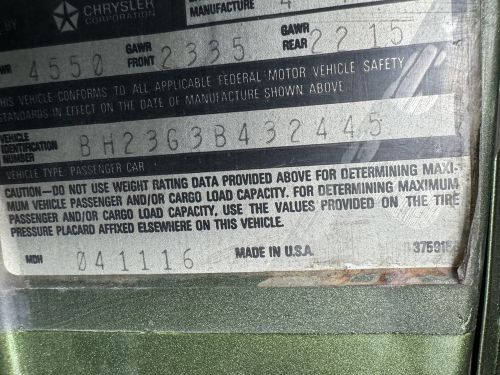 BY CHRYSLER
CORPORATION
MANUFACTURE 4
GAWR GAWR
4550 FRONT 2335 REAR 2215
THIS VEHICLE CONFORMS TO ALL APPLICABLE FEDERAL MOTOR VEHICLE SAFETY
STANDARDS IN EFFECT ON THE DATE OF MANUFACTURE SHOWN ABOVE
VEHICLE
IDENTIFICATION
NUMBER BH23G3B432445
VEHICLE TYPE: PASSENGER CAR
CAUTION—DO NOT USE WEIGHT RATING DATA PROVIDED ABOVE FOR DETERMINING MAXI-
MUM VEHICLE PASSENGER AND/OR CARGO LOAD CAPACITY. FOR DETERMINING MAXIMUM
PASSENGER AND/OR CARGO LOAD CAPACITY, USE THE VALUES PROVIDED ON THE TIRE
PRESSURE PLACARD AFFIXED ELSEWHERE ON THIS VEHICLE.
MDH 041116 MADE IN U.S.A.